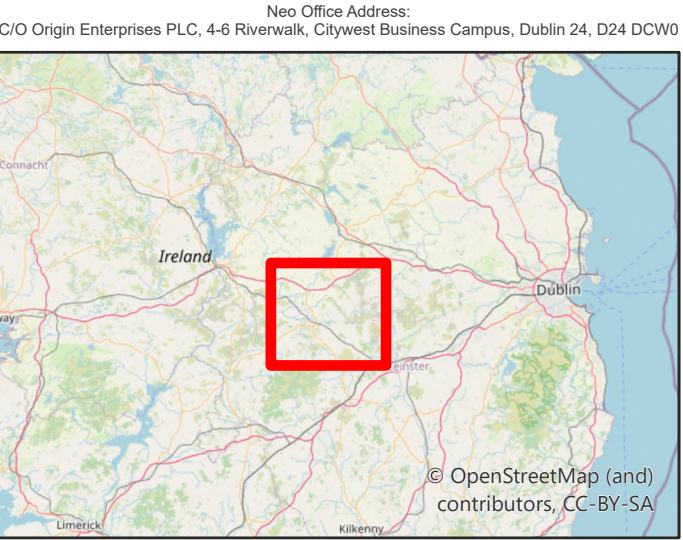 Neo Office Address:
C/O Origin Enterprises PLC, 4-6 Riverwalk, Citywest Business Campus, Dublin 24, D24 DCW0
Connacht
Ireland
Dublin
way
einster
© OpenStreetMap (and)
contributors, CC-BY-SA
Limerick
Kilkenny